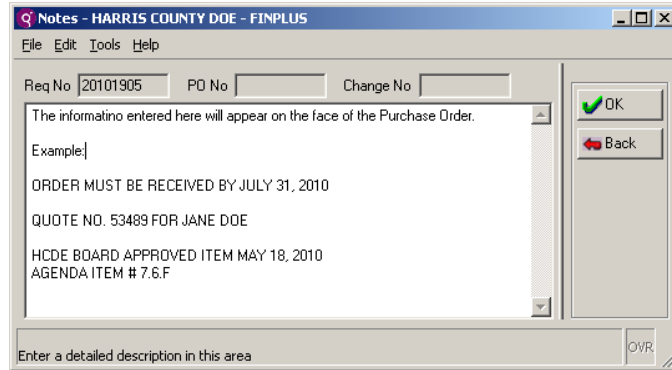 Notes - HARRIS COUNTY DOE - FINPLUS
File Edit Tools Help
Req No 20101905 PO No Change No
The informatino entered here will appear on the face of the Purchase Order.
Example:
ORDER MUST BE RECEIVED BY JULY 31, 2010
QUOTE NO. 53489 FOR JANE DOE
HCDE BOARD APPROVED ITEM MAY 18, 2010
AGENDA ITEM # 7.6.F
OK
Back
Enter a detailed description in this area
OVR